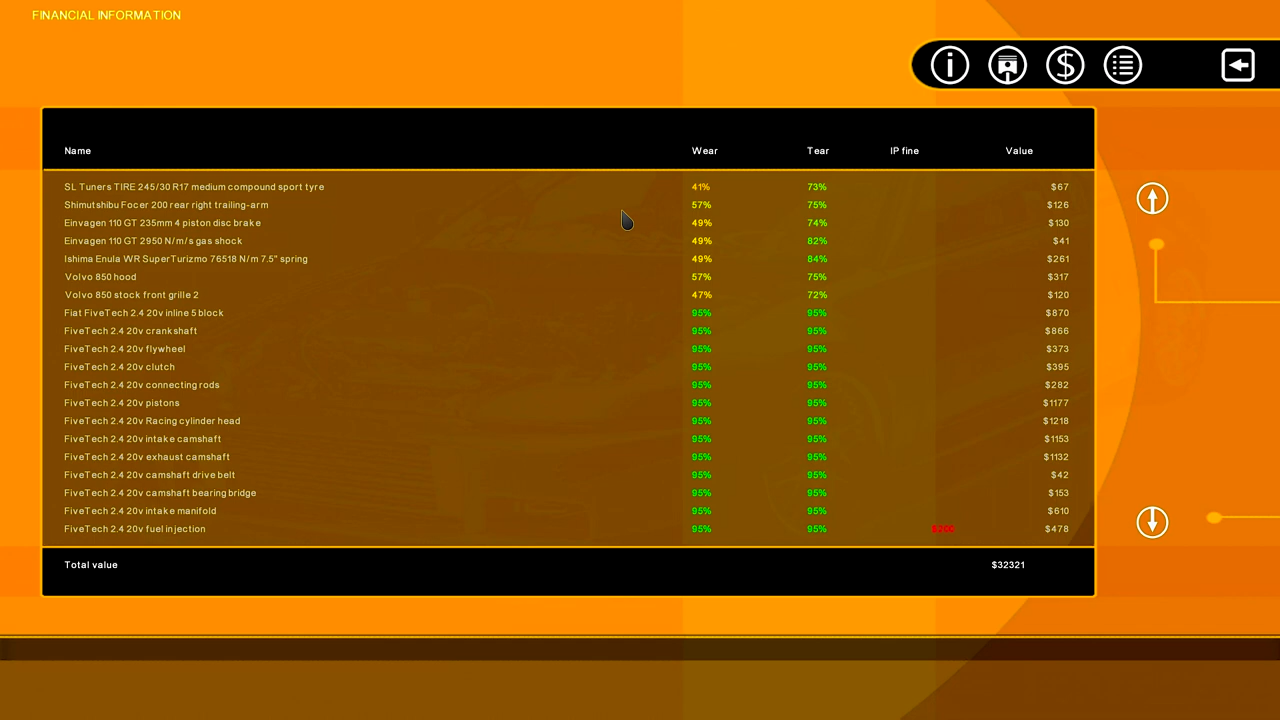 FINANCIAL INFORMATION
Name Wear Tear IP fine Value
SL Tuners TIRE 245/30 R17 medium compound sport tyre 41% 73% $67
Shimutshibu Focer 200 rear right trailing-arm 57% 75% $126
Einvagen 110 GT 235mm 4 piston disc brake 49% 74% $130
Einvagen 110 GT 2950 N/m/s gas shock 49% 82% $41
Ishima Enula WR SuperTurizmo 76518 N/m 7.5" spring 49% 84% $261
Volvo 850 hood 57% 75% $317
Volvo 850 stock front grille 2 47% 72% $120
Fiat FiveTech 2.4 20v inline 5 block 95% 95% $870
FiveTech 2.4 20v crankshaft 95% 95% $866
FiveTech 2.4 20v flywheel 95% 95% $373
FiveTech 2.4 20v clutch 95% 95% $395
FiveTech 2.4 20v connecting rods 95% 95% $282
FiveTech 2.4 20v pistons 95% 95% $1177
FiveTech 2.4 20v Racing cylinder head 95% 95% $1218
FiveTech 2.4 20v intake camshaft 95% 95% $1153
FiveTech 2.4 20v exhaust camshaft 95% 95% $1132
FiveTech 2.4 20v camshaft drive belt 95% 95% $42
FiveTech 2.4 20v camshaft bearing bridge 95% 95% $153
FiveTech 2.4 20v intake manifold 95% 95% $610
FiveTech 2.4 20v fuel injection 95% 95% $200 $478
Total value $32321